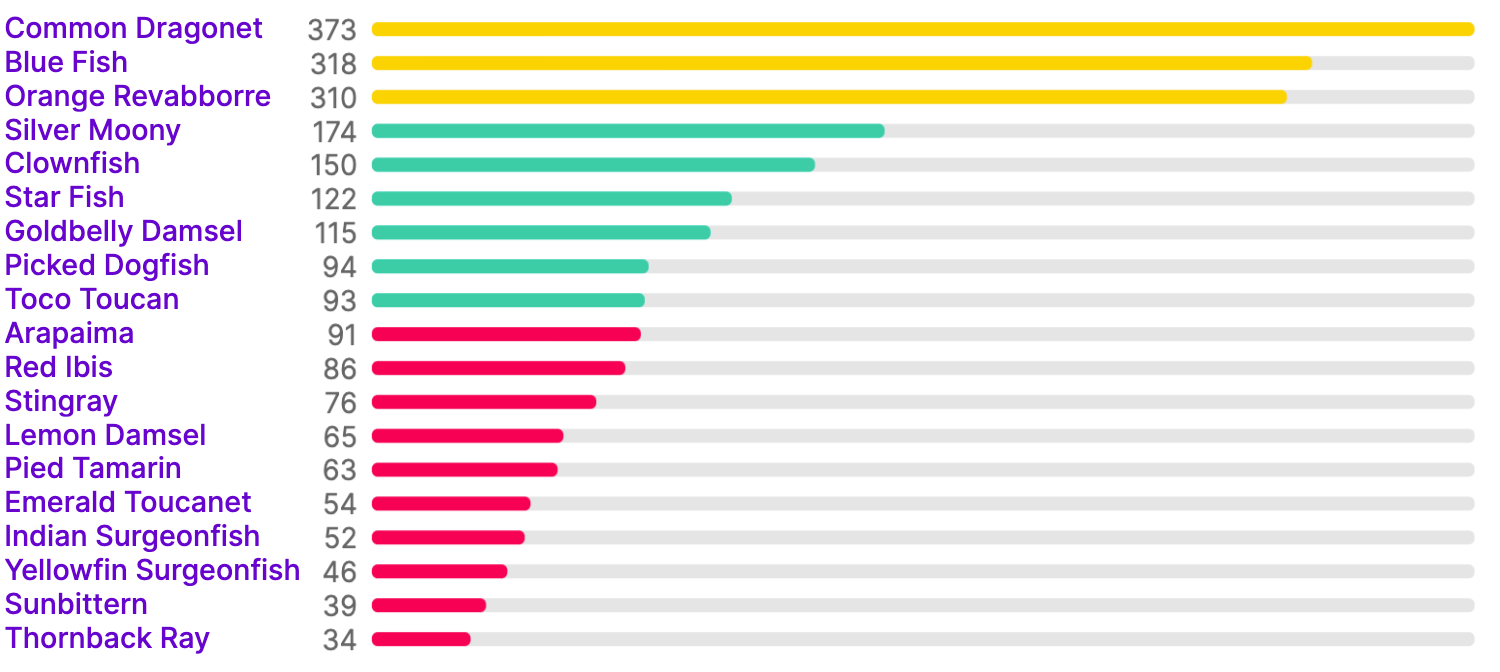 Common Dragonet 373
Blue Fish 318
Orange Revabborre 310
Silver Moony 174
Clownfish 150
Star Fish 122
Goldbelly Damsel 115
Picked Dogfish 94
Toco Toucan 93
Arapaima 91
Red Ibis 86
Stingray 76
Lemon Damsel 65
Pied Tamarin 63
Emerald Toucanet 54
Indian Surgeonfish 52
Yellowfin Surgeonfish 46
Sunbittern 39
Thornback Ray 34